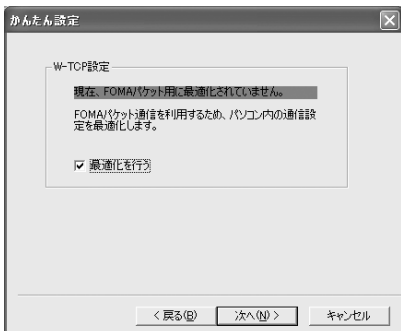 かんたん設定
W-TCP設定
現在、FOMAパケット用に最適化されていません。
FOMAパケット通信を利用するため、パソコン内の通信設
定を最適化します。
最適化を行う
< 戻る(B)
次へ(N) >
キャンセル